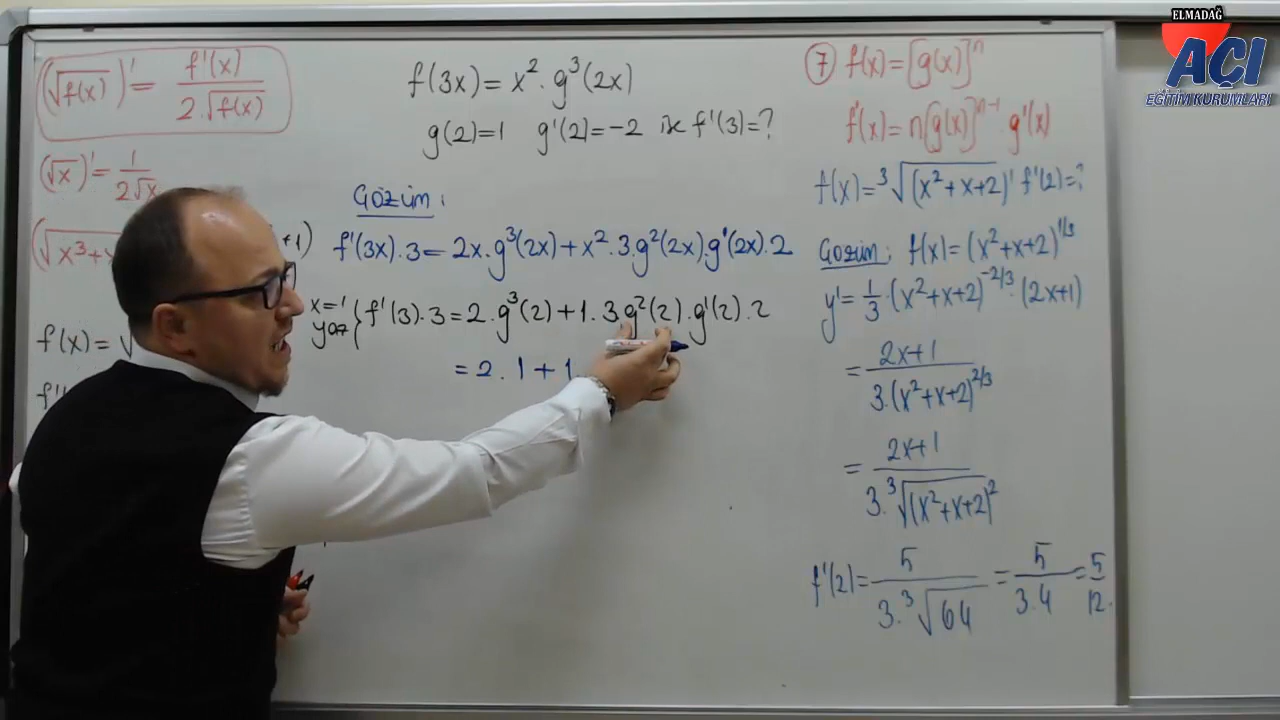 (√f(x))' = f'(x) / 2.√f(x)
(√x)' = 1 / 2√x
(√x³+x
+1)
f(x)=√
f'
f(3x) = x² . g³(2x)
g(2)=1 g'(2)=-2 ise f'(3)=?
Çözüm :
f'(3x).3 = 2x.g³(2x) + x².3.g²(2x).g'(2x).2
x=1
yaz
{ f'(3).3 = 2.g³(2) + 1.3.g²(2).g'(2).2
= 2.1 + 1
⑦ f(x) = [g(x)]ⁿ
f'(x) = n[g(x)]ⁿ⁻¹ . g'(x)
f(x) = ³√(x²+x+2)' f'(2)=?
Çözüm : f(x) = (x²+x+2)^1/3
y' = 1/3 . (x²+x+2)^-2/3 . (2x+1)
= 2x+1 / 3.(x²+x+2)^2/3
= 2x+1 / 3.³√(x²+x+2)²
f'(2) = 5 / 3.³√64 = 5 / 3.4 = 5/12.
ELMADAĞ
AÇI
EĞİTİM KURUMLARI